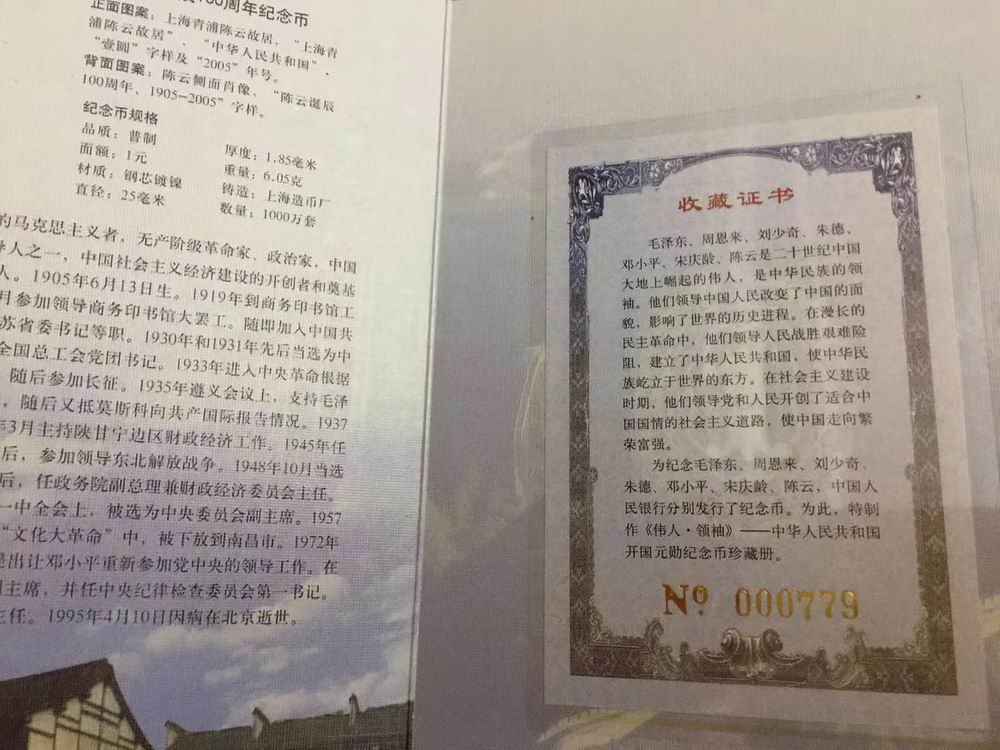 100周年纪念币
正面图案：上海青浦陈云故居，“上海青
浦陈云故居”、“中华人民共和国”、
“壹圆”字样及“2005”年号。
背面图案：陈云侧面肖像，“陈云诞辰
100周年、1905–2005”字样。
纪念币规格
品质：普制
面额：1元
材质：钢芯镀镍
直径：25毫米
厚度：1.85毫米
重量：6.05克
铸造：上海造币厂
数量：1000万套
的马克思主义者，无产阶级革命家、政治家，中国
导人之一，中国社会主义经济建设的开创者和奠基
人。1905年6月13日生。1919年到商务印书馆工
月参加领导商务印书馆大罢工。随即加入中国共
苏省委书记等职。1930年和1931年先后当选为中
全国总工会党团书记。1933年进入中央革命根据
随后参加长征。1935年遵义会议上，支持毛泽
，随后又抵莫斯科向共产国际报告情况。1937
年3月主持陕甘宁边区财政经济工作。1945年任
后，参加领导东北解放战争。1948年10月当选
后，任政务院副总理兼财政经济委员会主任。
一中全会上，被选为中央委员会副主席。1957
“文化大革命”中，被下放到南昌市。1972年
提出让邓小平重新参加党中央的领导工作。在
主席，并任中央纪律检查委员会第一书记。
主任。1995年4月10日因病在北京逝世。
收藏证书
毛泽东、周恩来、刘少奇、朱德、
邓小平、宋庆龄、陈云是二十世纪中国
大地上崛起的伟人，是中华民族的领
袖。他们领导中国人民改变了中国的面
貌，影响了世界的历史进程。在漫长的
民主革命中，他们领导人民战胜艰难险
阻，建立了中华人民共和国，使中华民
族屹立于世界的东方。在社会主义建设
时期，他们领导党和人民开创了适合中
国国情的社会主义道路，使中国走向繁
荣富强。
为纪念毛泽东、周恩来、刘少奇、
朱德、邓小平、宋庆龄、陈云，中国人
民银行分别发行了纪念币。为此，特制
作《伟人·领袖》——中华人民共和国
开国元勋纪念币珍藏册。
Nº 000779